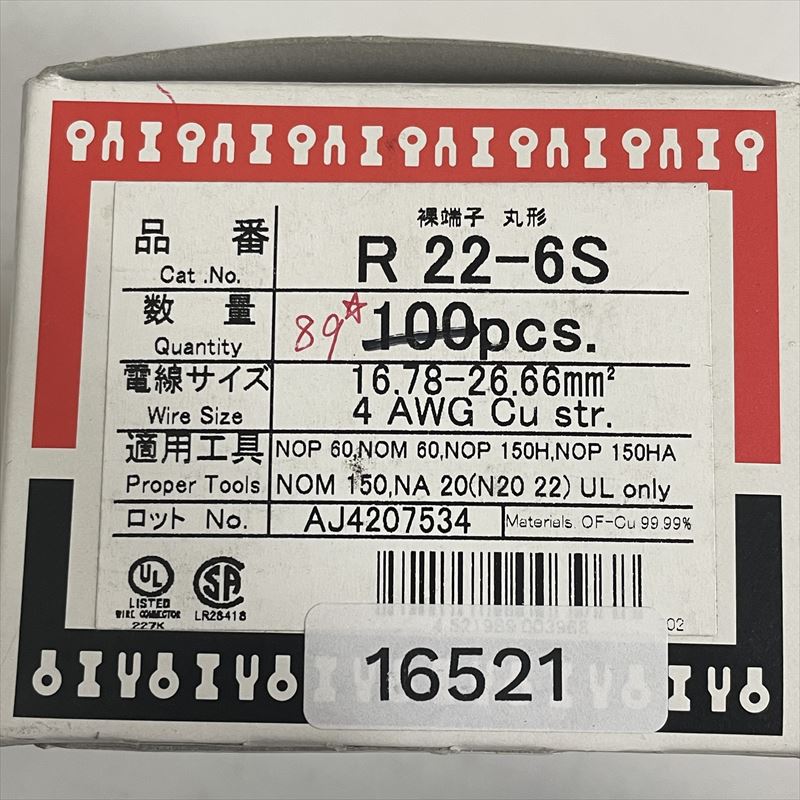 裸端子 丸形
品番 R 22-6S
Cat .No.
数量 89☆ 100pcs.
Quantity
電線サイズ 16.78-26.66mm²
Wire Size 4 AWG Cu str.
適用工具 NOP 60,NOM 60,NOP 150H,NOP 150HA
Proper Tools NOM 150,NA 20(N20 22) UL only
ロット No. AJ4207534 Materials. OF-Cu 99.99%
UL
LISTED
WIRE CONNECTOR
227K
SA
LR26418
02
16521